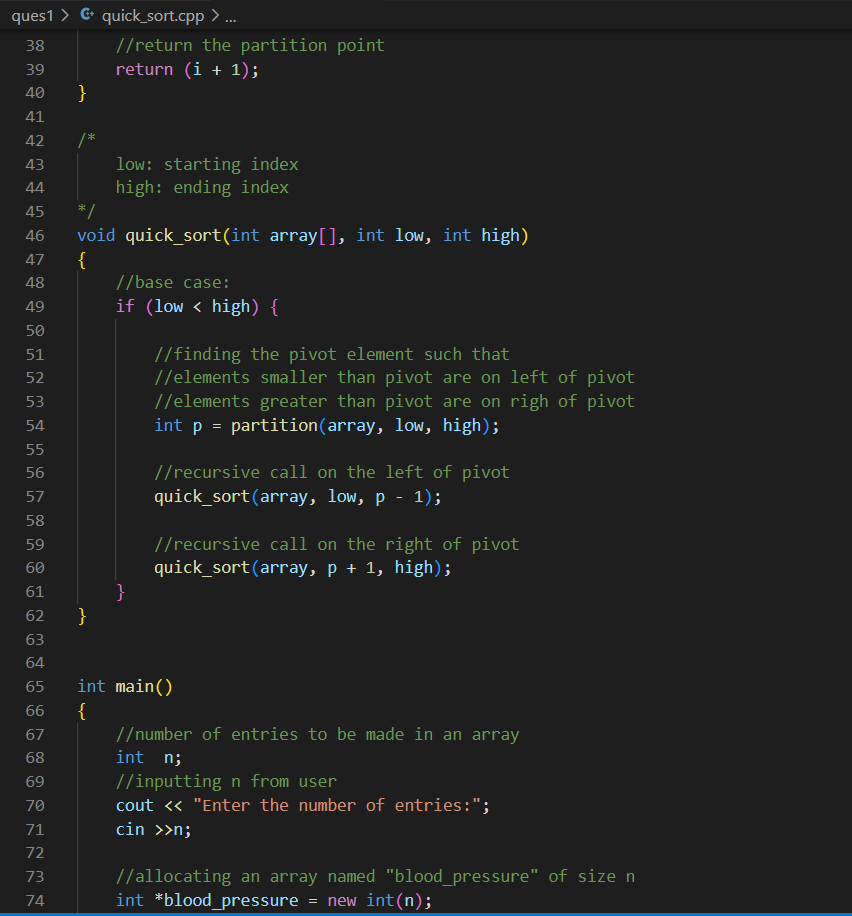 ques1 > quick_sort.cpp > ...
38 //return the partition point
39 return (i + 1);
40 }
41
42 /*
43 low: starting index
44 high: ending index
45 */
46 void quick_sort(int array[], int low, int high)
47 {
48 //base case:
49 if (low < high) {
50
51 //finding the pivot element such that
52 //elements smaller than pivot are on left of pivot
53 //elements greater than pivot are on righ of pivot
54 int p = partition(array, low, high);
55
56 //recursive call on the left of pivot
57 quick_sort(array, low, p - 1);
58
59 //recursive call on the right of pivot
60 quick_sort(array, p + 1, high);
61 }
62 }
63
64
65 int main()
66 {
67 //number of entries to be made in an array
68 int  n;
69 //inputting n from user
70 cout << "Enter the number of entries:";
71 cin >>n;
72
73 //allocating an array named "blood_pressure" of size n
74 int *blood_pressure = new int(n);